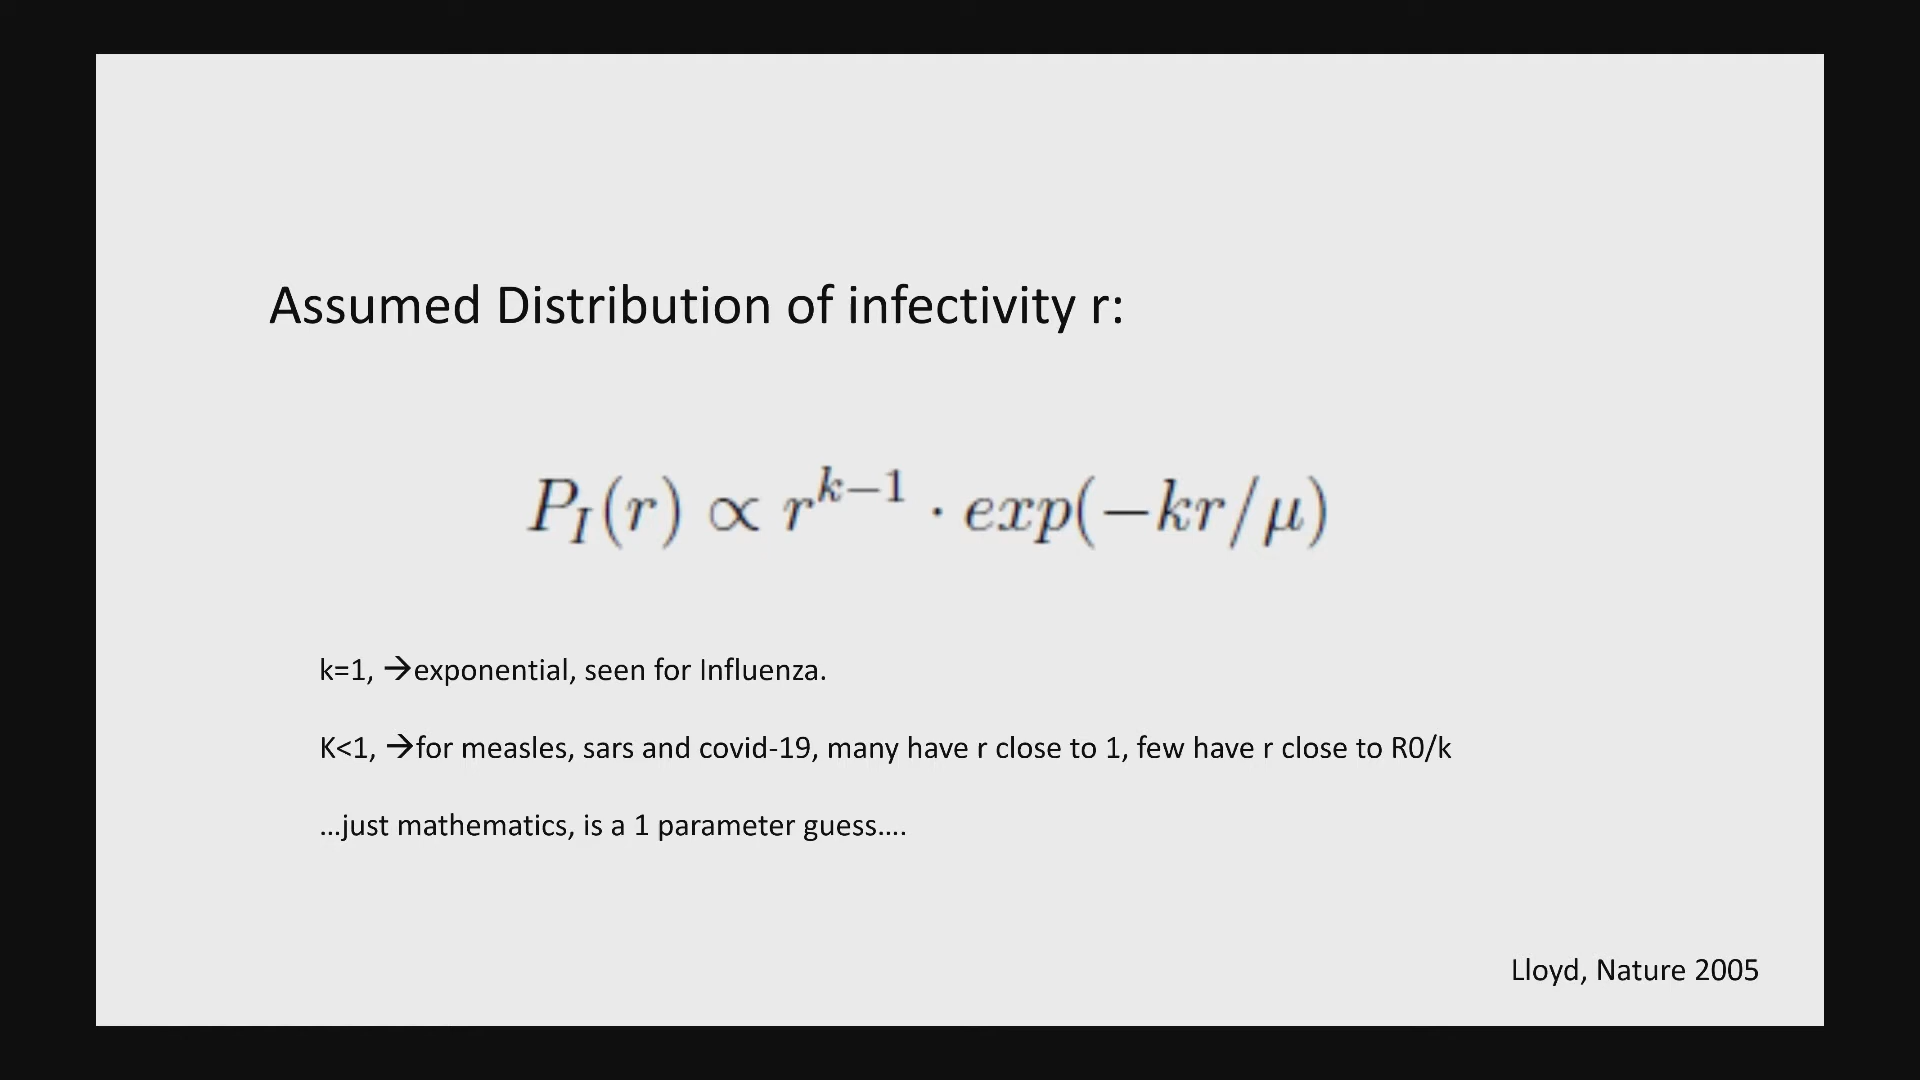 Assumed Distribution of infectivity r:
P_I(r) ∝ r^{k−1} · exp(−kr/μ)
k=1, →exponential, seen for Influenza.
K<1, →for measles, sars and covid-19, many have r close to 1, few have r close to R0/k
...just mathematics, is a 1 parameter guess....
Lloyd, Nature 2005